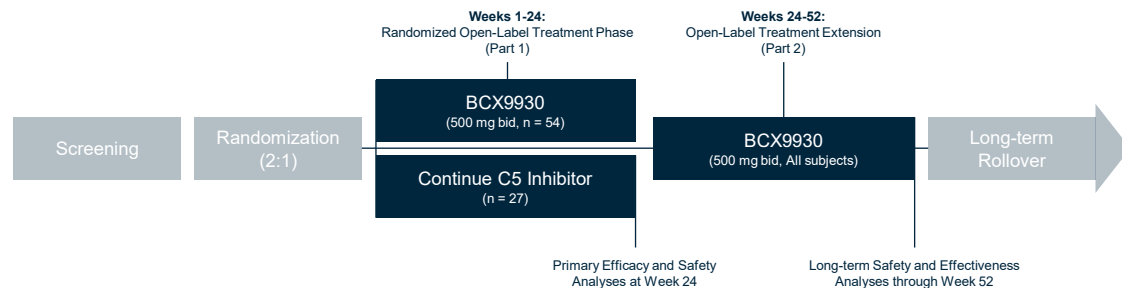 Weeks 1-24:
Randomized Open-Label Treatment Phase
(Part 1)
Weeks 24-52:
Open-Label Treatment Extension
(Part 2)
Screening
Randomization
(2:1)
BCX9930
(500 mg bid, n = 54)
Continue C5 Inhibitor
(n = 27)
BCX9930
(500 mg bid, All subjects)
Long-term
Rollover
Primary Efficacy and Safety
Analyses at Week 24
Long-term Safety and Effectiveness
Analyses through Week 52